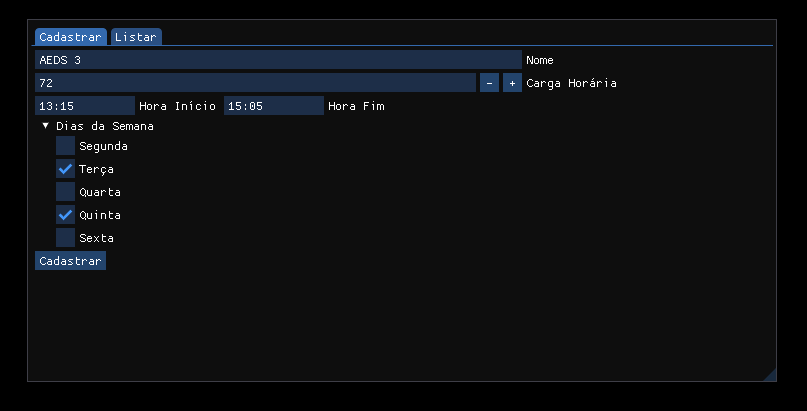 Cadastrar Listar
AEDS 3 Nome
72 - + Carga Horária
13:15 Hora Início 15:05 Hora Fim
Dias da Semana
Segunda
Terça
Quarta
Quinta
Sexta
Cadastrar